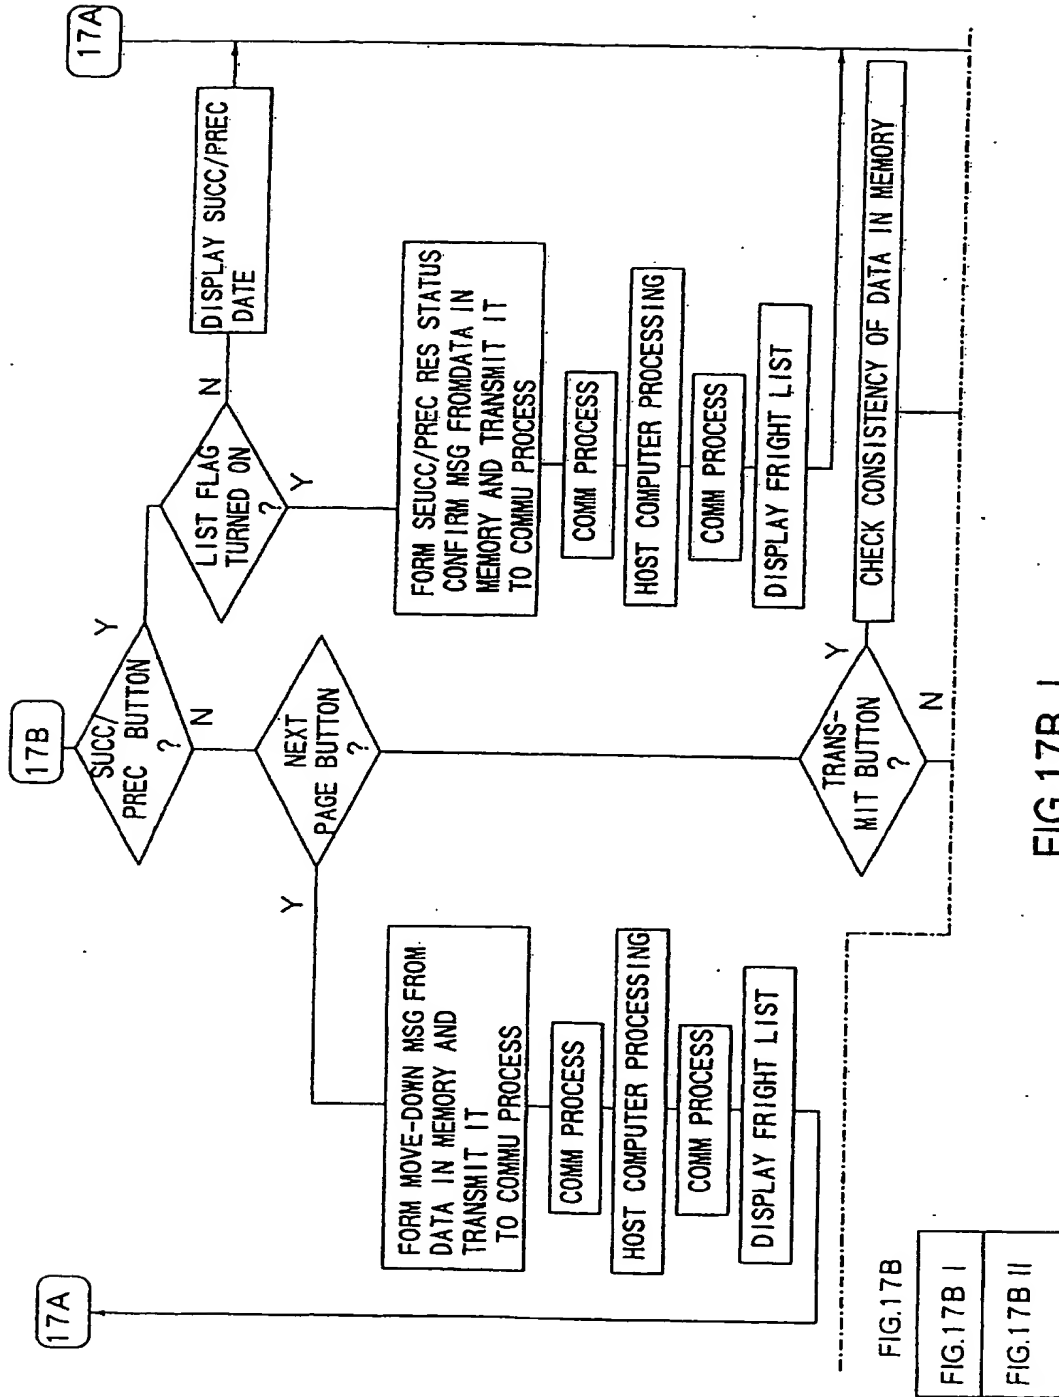 17B
17A
17A
SUCC/
PREC BUTTON
?
Y
N
LIST FLAG
TURNED ON
?
N
Y
DISPLAY SUCC/PREC
DATE
FORM SEUCC/PREC RES STATUS
CONFIRM MSG FROMDATA IN
MEMORY AND TRANSMIT IT
TO COMMU PROCESS
COMM PROCESS
HOST COMPUTER PROCESSING
COMM PROCESS
DISPLAY FRIGHT LIST
NEXT
PAGE BUTTON
?
Y
FORM MOVE-DOWN MSG FROM
DATA IN MEMORY AND
TRANSMIT IT
TO COMMU PROCESS
COMM PROCESS
HOST COMPUTER PROCESSING
COMM PROCESS
DISPLAY FRIGHT LIST
TRANS-
MIT BUTTON
?
Y
N
CHECK CONSISTENCY OF DATA IN MEMORY
FIG.17B
FIG.17B I
FIG.17B II
FIG.17B I